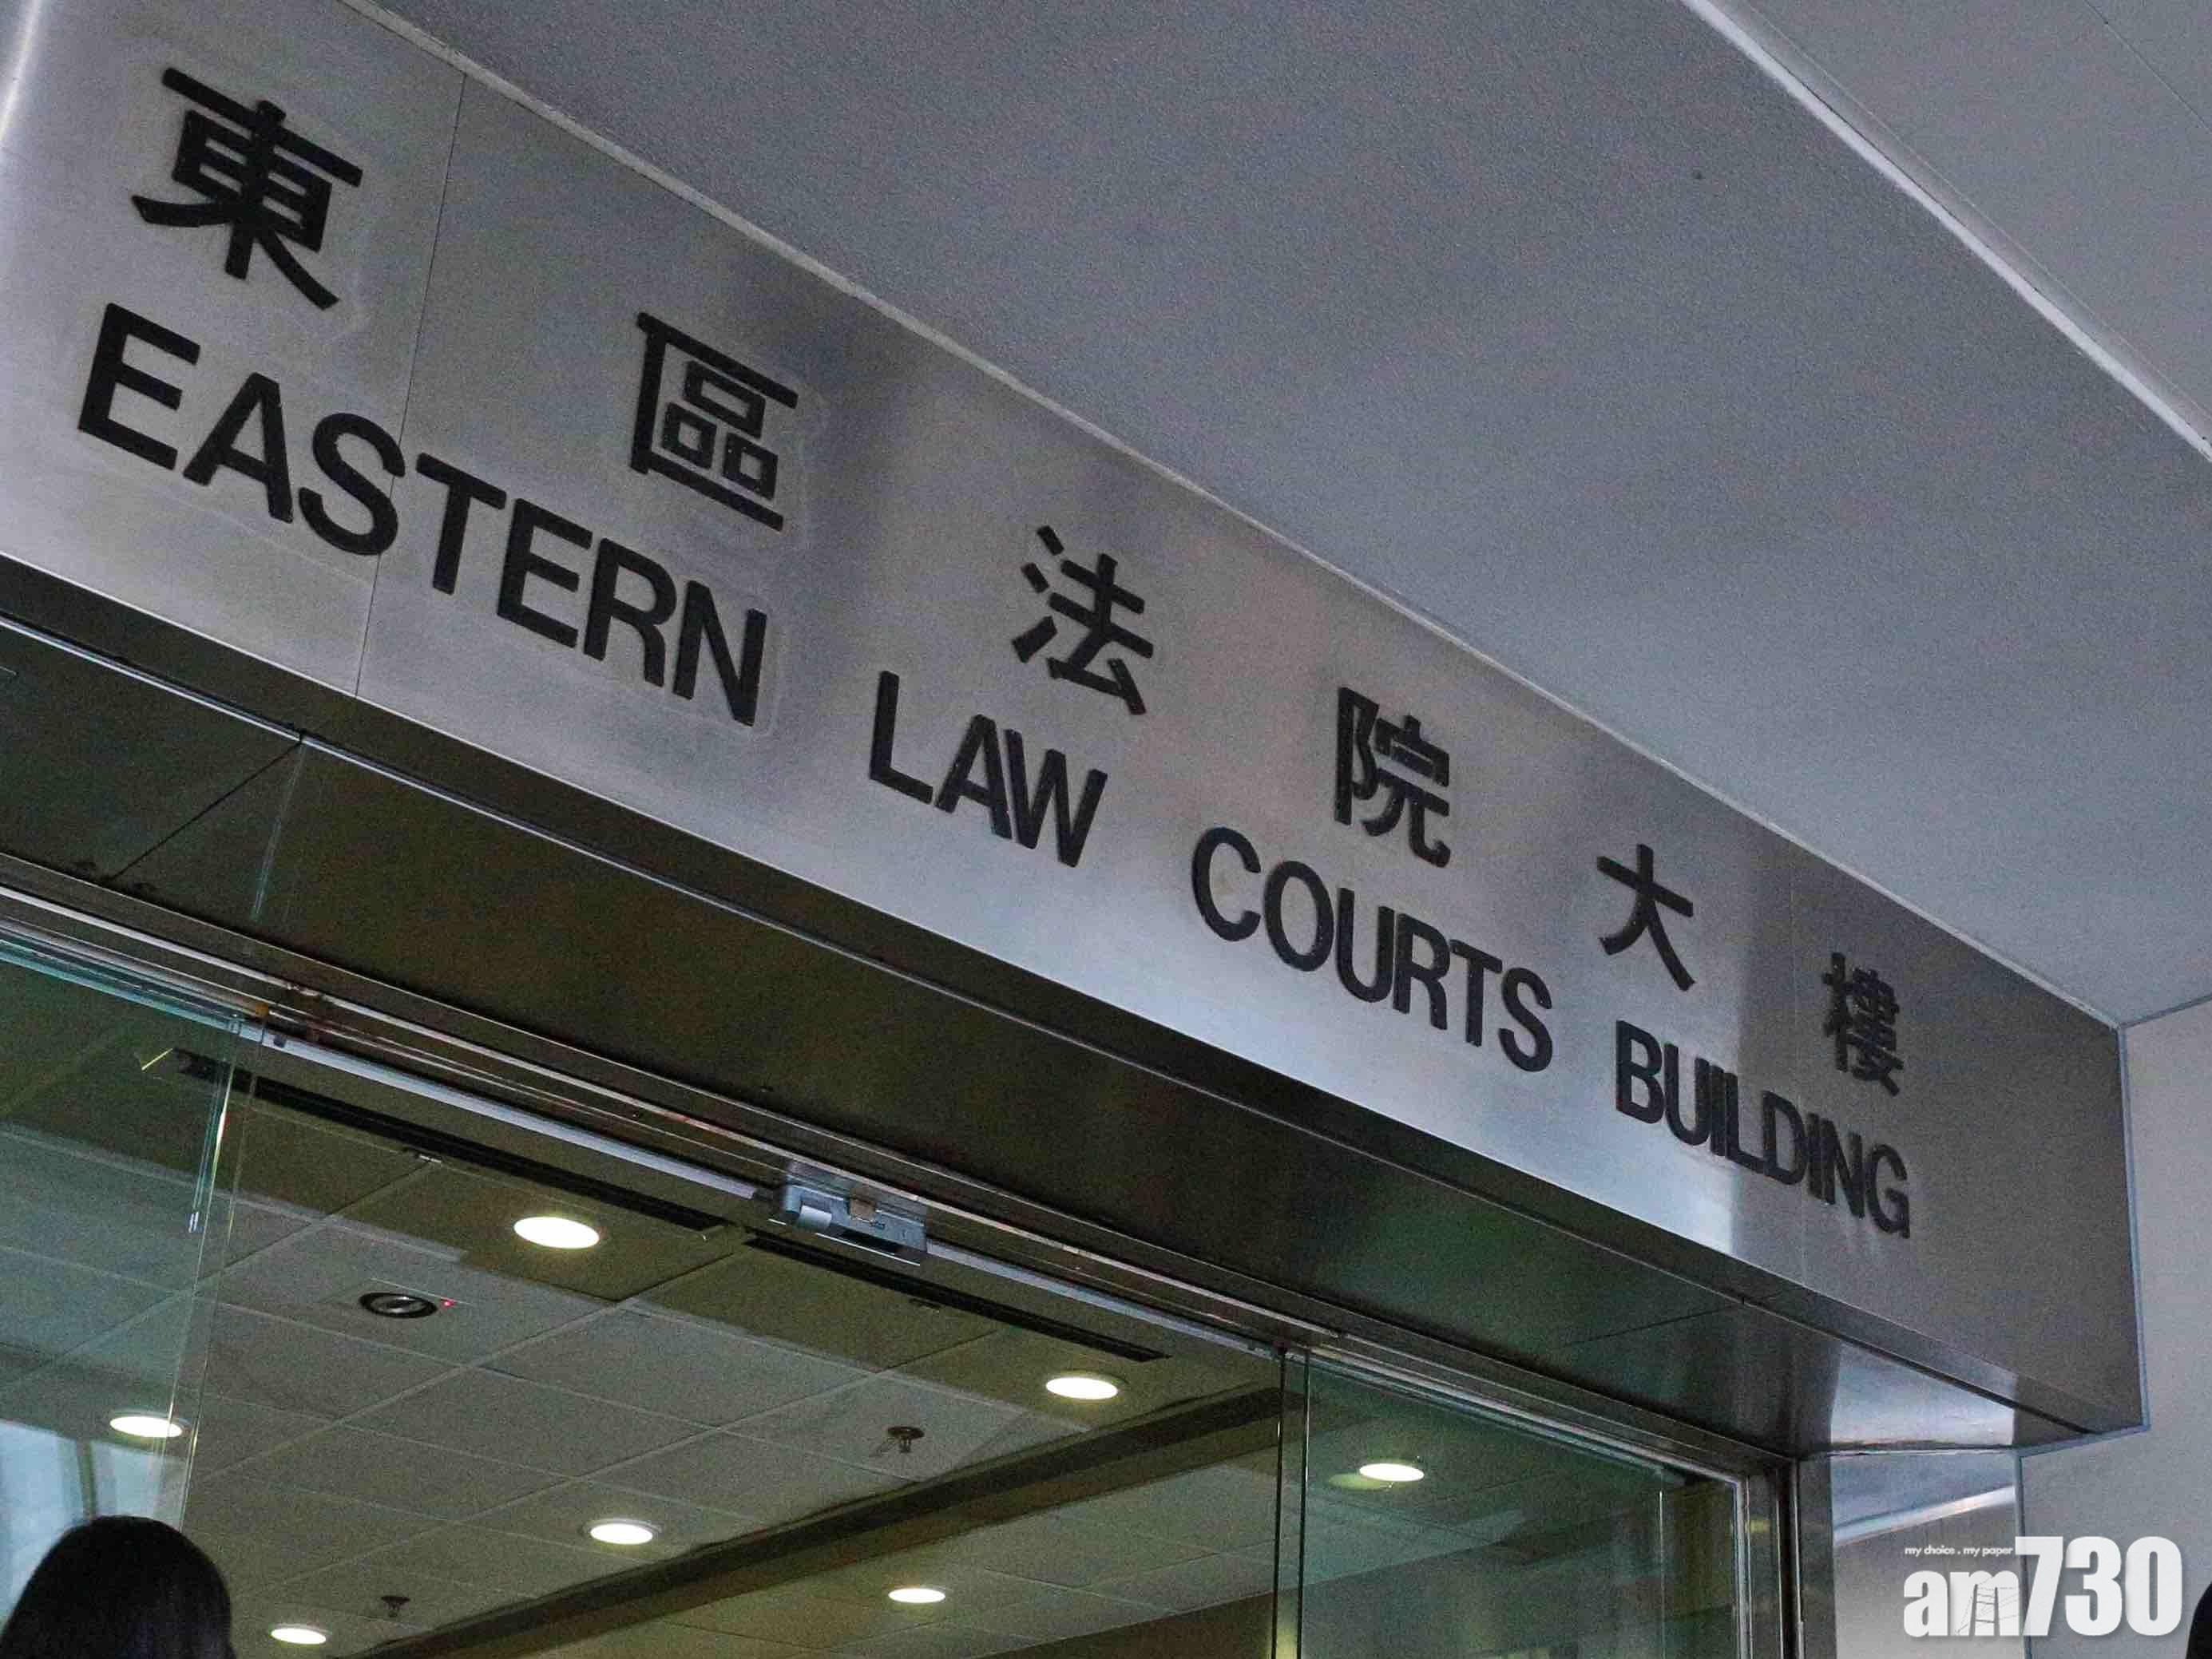 東區法院大樓
EASTERN LAW COURTS BUILDING
my choice . my paper
am730